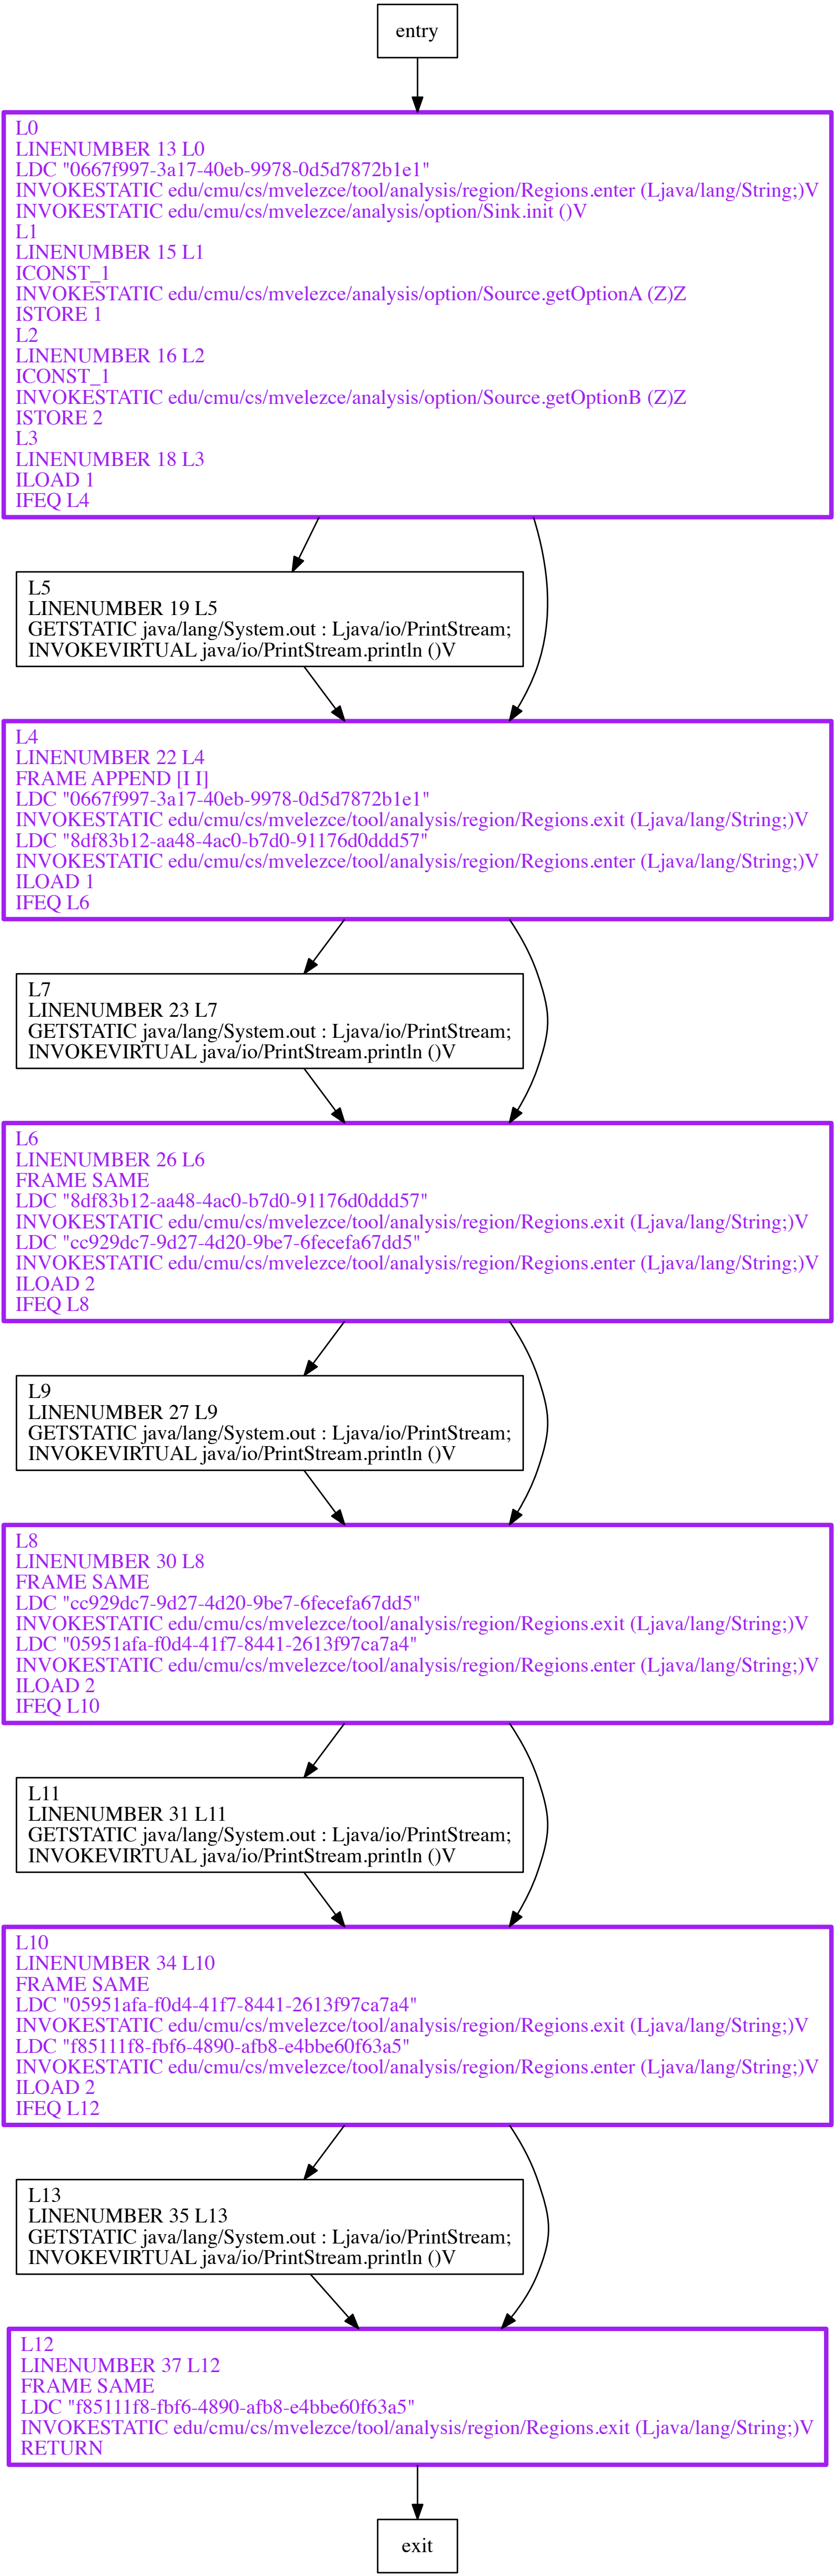 entry
L0
LINENUMBER 13 L0
LDC "0667f997-3a17-40eb-9978-0d5d7872b1e1"
INVOKESTATIC edu/cmu/cs/mvelezce/tool/analysis/region/Regions.enter (Ljava/lang/String;)V
INVOKESTATIC edu/cmu/cs/mvelezce/analysis/option/Sink.init ()V
L1
LINENUMBER 15 L1
ICONST_1
INVOKESTATIC edu/cmu/cs/mvelezce/analysis/option/Source.getOptionA (Z)Z
ISTORE 1
L2
LINENUMBER 16 L2
ICONST_1
INVOKESTATIC edu/cmu/cs/mvelezce/analysis/option/Source.getOptionB (Z)Z
ISTORE 2
L3
LINENUMBER 18 L3
ILOAD 1
IFEQ L4
L5
LINENUMBER 19 L5
GETSTATIC java/lang/System.out : Ljava/io/PrintStream;
INVOKEVIRTUAL java/io/PrintStream.println ()V
L4
LINENUMBER 22 L4
FRAME APPEND [I I]
LDC "0667f997-3a17-40eb-9978-0d5d7872b1e1"
INVOKESTATIC edu/cmu/cs/mvelezce/tool/analysis/region/Regions.exit (Ljava/lang/String;)V
LDC "8df83b12-aa48-4ac0-b7d0-91176d0ddd57"
INVOKESTATIC edu/cmu/cs/mvelezce/tool/analysis/region/Regions.enter (Ljava/lang/String;)V
ILOAD 1
IFEQ L6
L7
LINENUMBER 23 L7
GETSTATIC java/lang/System.out : Ljava/io/PrintStream;
INVOKEVIRTUAL java/io/PrintStream.println ()V
L6
LINENUMBER 26 L6
FRAME SAME
LDC "8df83b12-aa48-4ac0-b7d0-91176d0ddd57"
INVOKESTATIC edu/cmu/cs/mvelezce/tool/analysis/region/Regions.exit (Ljava/lang/String;)V
LDC "cc929dc7-9d27-4d20-9be7-6fecefa67dd5"
INVOKESTATIC edu/cmu/cs/mvelezce/tool/analysis/region/Regions.enter (Ljava/lang/String;)V
ILOAD 2
IFEQ L8
L9
LINENUMBER 27 L9
GETSTATIC java/lang/System.out : Ljava/io/PrintStream;
INVOKEVIRTUAL java/io/PrintStream.println ()V
L8
LINENUMBER 30 L8
FRAME SAME
LDC "cc929dc7-9d27-4d20-9be7-6fecefa67dd5"
INVOKESTATIC edu/cmu/cs/mvelezce/tool/analysis/region/Regions.exit (Ljava/lang/String;)V
LDC "05951afa-f0d4-41f7-8441-2613f97ca7a4"
INVOKESTATIC edu/cmu/cs/mvelezce/tool/analysis/region/Regions.enter (Ljava/lang/String;)V
ILOAD 2
IFEQ L10
L11
LINENUMBER 31 L11
GETSTATIC java/lang/System.out : Ljava/io/PrintStream;
INVOKEVIRTUAL java/io/PrintStream.println ()V
L10
LINENUMBER 34 L10
FRAME SAME
LDC "05951afa-f0d4-41f7-8441-2613f97ca7a4"
INVOKESTATIC edu/cmu/cs/mvelezce/tool/analysis/region/Regions.exit (Ljava/lang/String;)V
LDC "f85111f8-fbf6-4890-afb8-e4bbe60f63a5"
INVOKESTATIC edu/cmu/cs/mvelezce/tool/analysis/region/Regions.enter (Ljava/lang/String;)V
ILOAD 2
IFEQ L12
L13
LINENUMBER 35 L13
GETSTATIC java/lang/System.out : Ljava/io/PrintStream;
INVOKEVIRTUAL java/io/PrintStream.println ()V
L12
LINENUMBER 37 L12
FRAME SAME
LDC "f85111f8-fbf6-4890-afb8-e4bbe60f63a5"
INVOKESTATIC edu/cmu/cs/mvelezce/tool/analysis/region/Regions.exit (Ljava/lang/String;)V
RETURN
exit